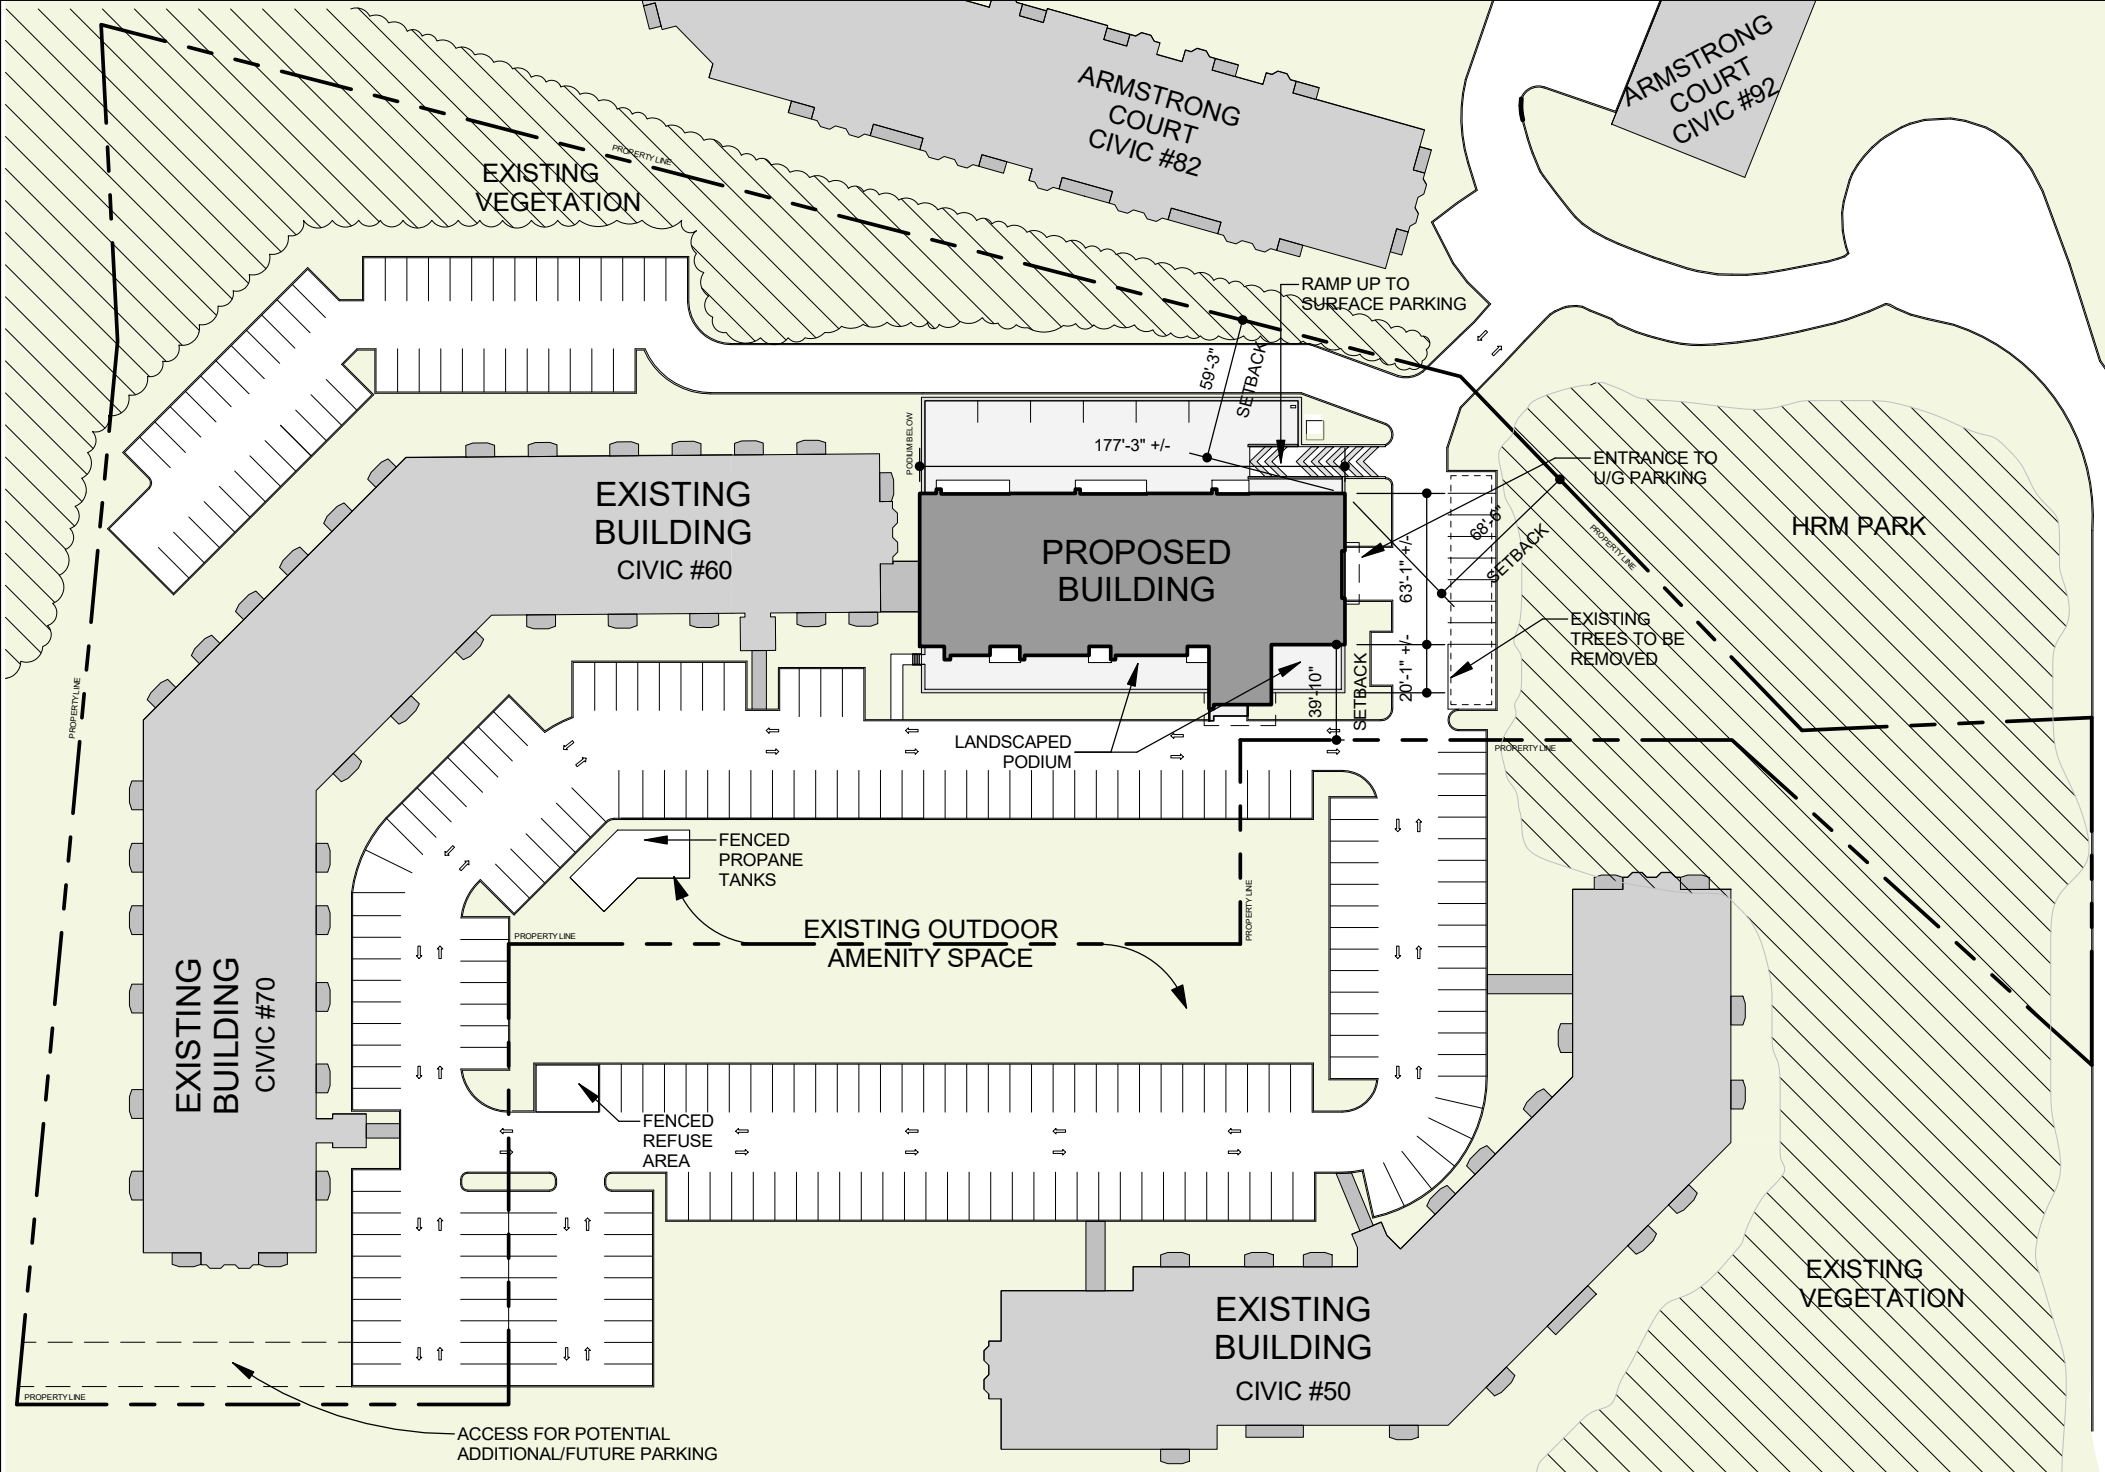 ARMSTRONG
COURT
CIVIC #82
ARMSTRONG
COURT
CIVIC #92
PROPERTY LINE
EXISTING
VEGETATION
RAMP UP TO
SURFACE PARKING
59'-3"
SETBACK
PODIUM BELOW
177'-3" +/-
ENTRANCE TO
U/G PARKING
EXISTING
BUILDING
CIVIC #60
PROPOSED
BUILDING
68'-6"
SETBACK
PROPERTY LINE
HRM PARK
63'-1" +/-
EXISTING
TREES TO BE
REMOVED
20'-1" +/-
39'-10"
SETBACK
PROPERTY LINE
LANDSCAPED
PODIUM
PROPERTY LINE
FENCED
PROPANE
TANKS
PROPERTY LINE
PROPERTY LINE
EXISTING OUTDOOR
AMENITY SPACE
EXISTING
BUILDING
CIVIC #70
FENCED
REFUSE
AREA
EXISTING
BUILDING
CIVIC #50
EXISTING
VEGETATION
PROPERTY LINE
ACCESS FOR POTENTIAL
ADDITIONAL/FUTURE PARKING